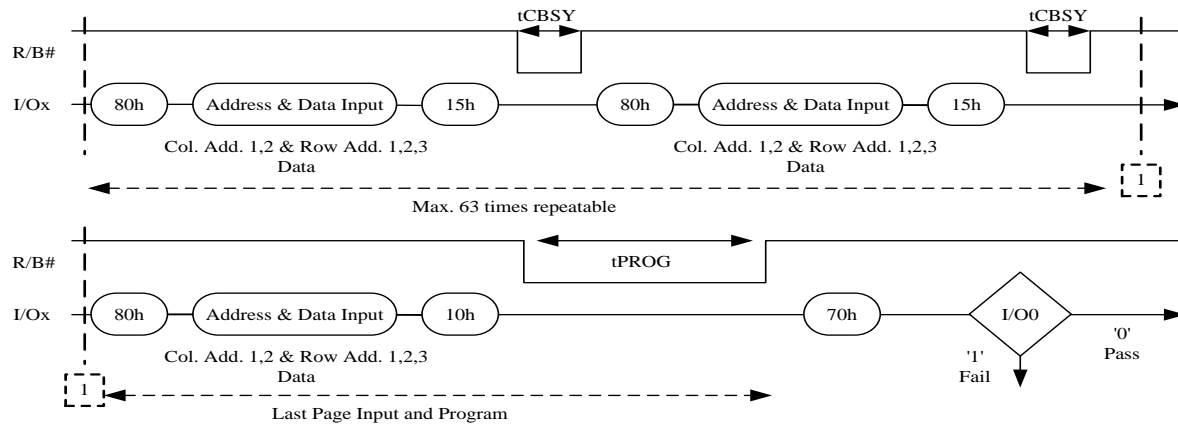 tCBSY tCBSY
R/B#
I/Ox 80h Address & Data Input 15h 80h Address & Data Input 15h
Col. Add. 1,2 & Row Add. 1,2,3 Col. Add. 1,2 & Row Add. 1,2,3
Data Data
1
Max. 63 times repeatable
R/B# tPROG
I/Ox 80h Address & Data Input 10h 70h I/O0
'0'
Pass
Col. Add. 1,2 & Row Add. 1,2,3 '1'
Data Fail
1
Last Page Input and Program